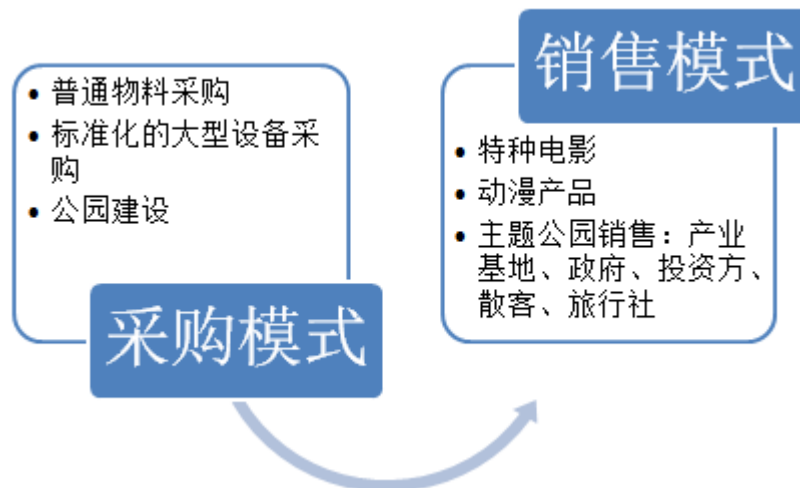 • 普通物料采购
• 标准化的大型设备采
购
• 公园建设
采购模式
销售模式
• 特种电影
• 动漫产品
• 主题公园销售：产业
基地、政府、投资方、
散客、旅行社